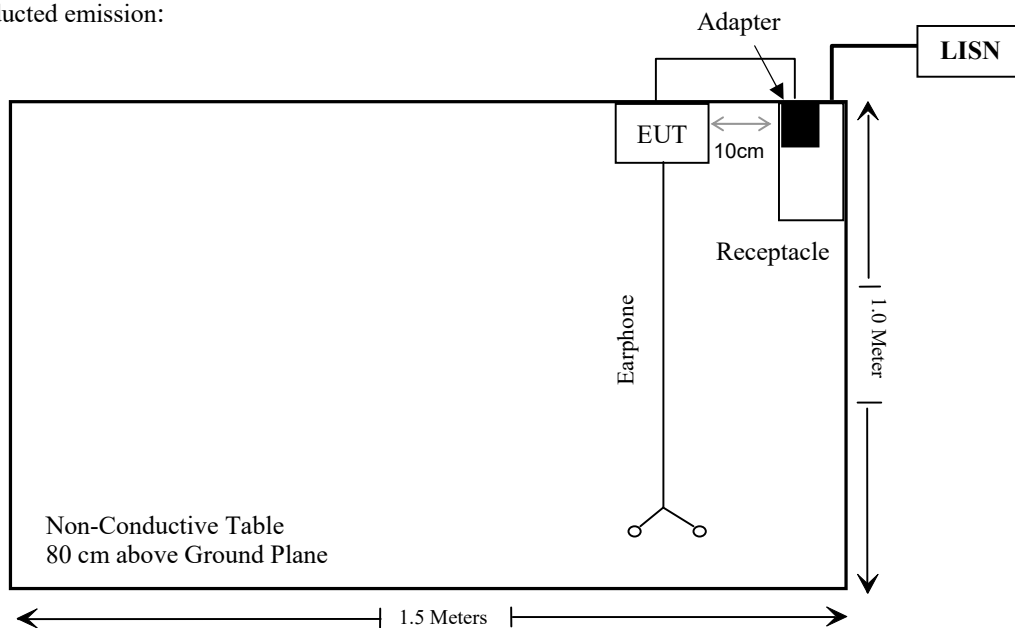 ducted emission:
Adapter
LISN
EUT
10cm
Receptacle
Earphone
1.0 Meter
Non-Conductive Table
80 cm above Ground Plane
1.5 Meters